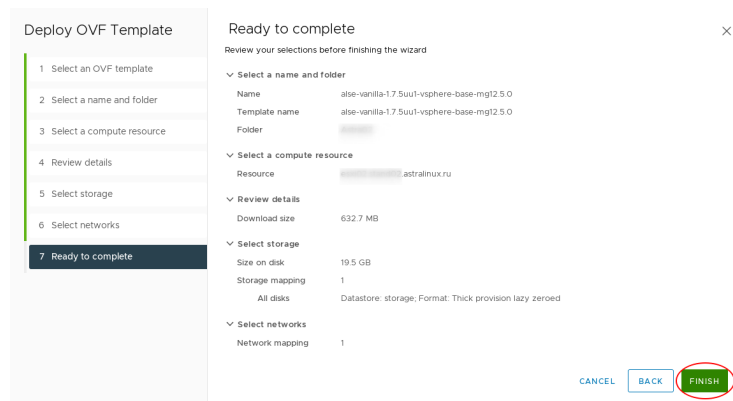 Deploy OVF Template
1 Select an OVF template
2 Select a name and folder
3 Select a compute resource
4 Review details
5 Select storage
6 Select networks
7 Ready to complete
Ready to complete
Review your selections before finishing the wizard
Select a name and folder
Name alse-vanilla-1.7.5uu1-vsphere-base-mg12.5.0
Template name alse-vanilla-1.7.5uu1-vsphere-base-mg12.5.0
Folder
Select a compute resource
Resource .astralinux.ru
Review details
Download size 632.7 MB
Select storage
Size on disk 19.5 GB
Storage mapping 1
All disks Datastore: storage; Format: Thick provision lazy zeroed
Select networks
Network mapping 1
CANCEL BACK FINISH